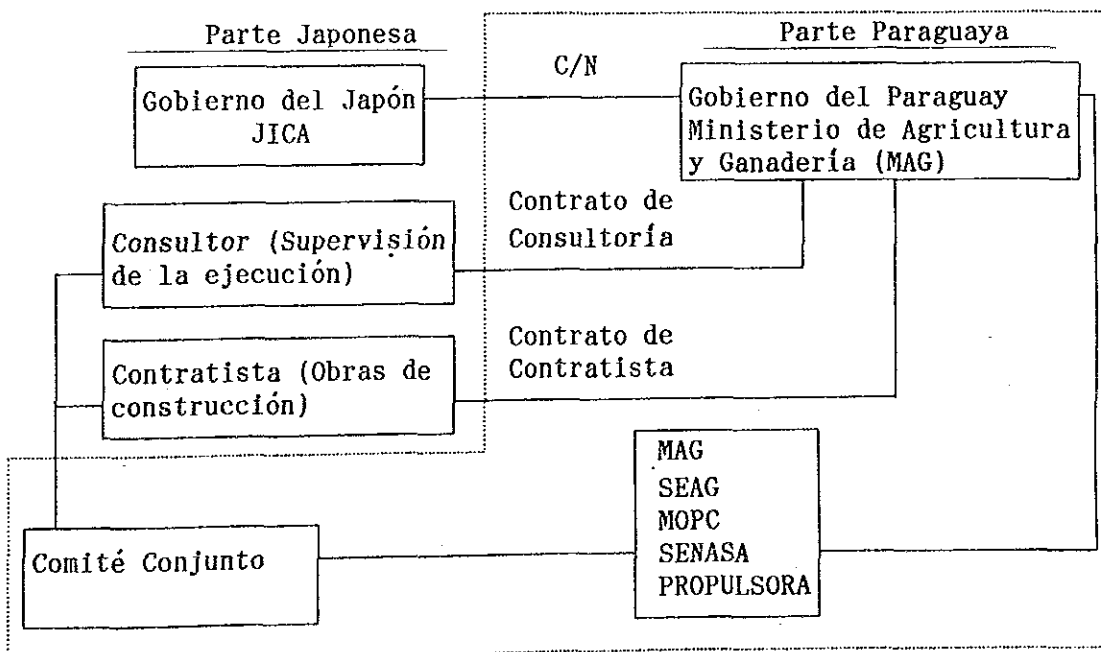 Parte Japonesa
Parte Paraguaya
C/N
Gobierno del Japón
JICA
Gobierno del Paraguay
Ministerio de Agricultura
y Ganadería (MAG)
Contrato de
Consultoría
Consultor (Supervisión
de la ejecución)
Contrato de
Contratista
Contratista (Obras de
construcción)
MAG
SEAG
MOPC
SENASA
PROPULSORA
Comité Conjunto